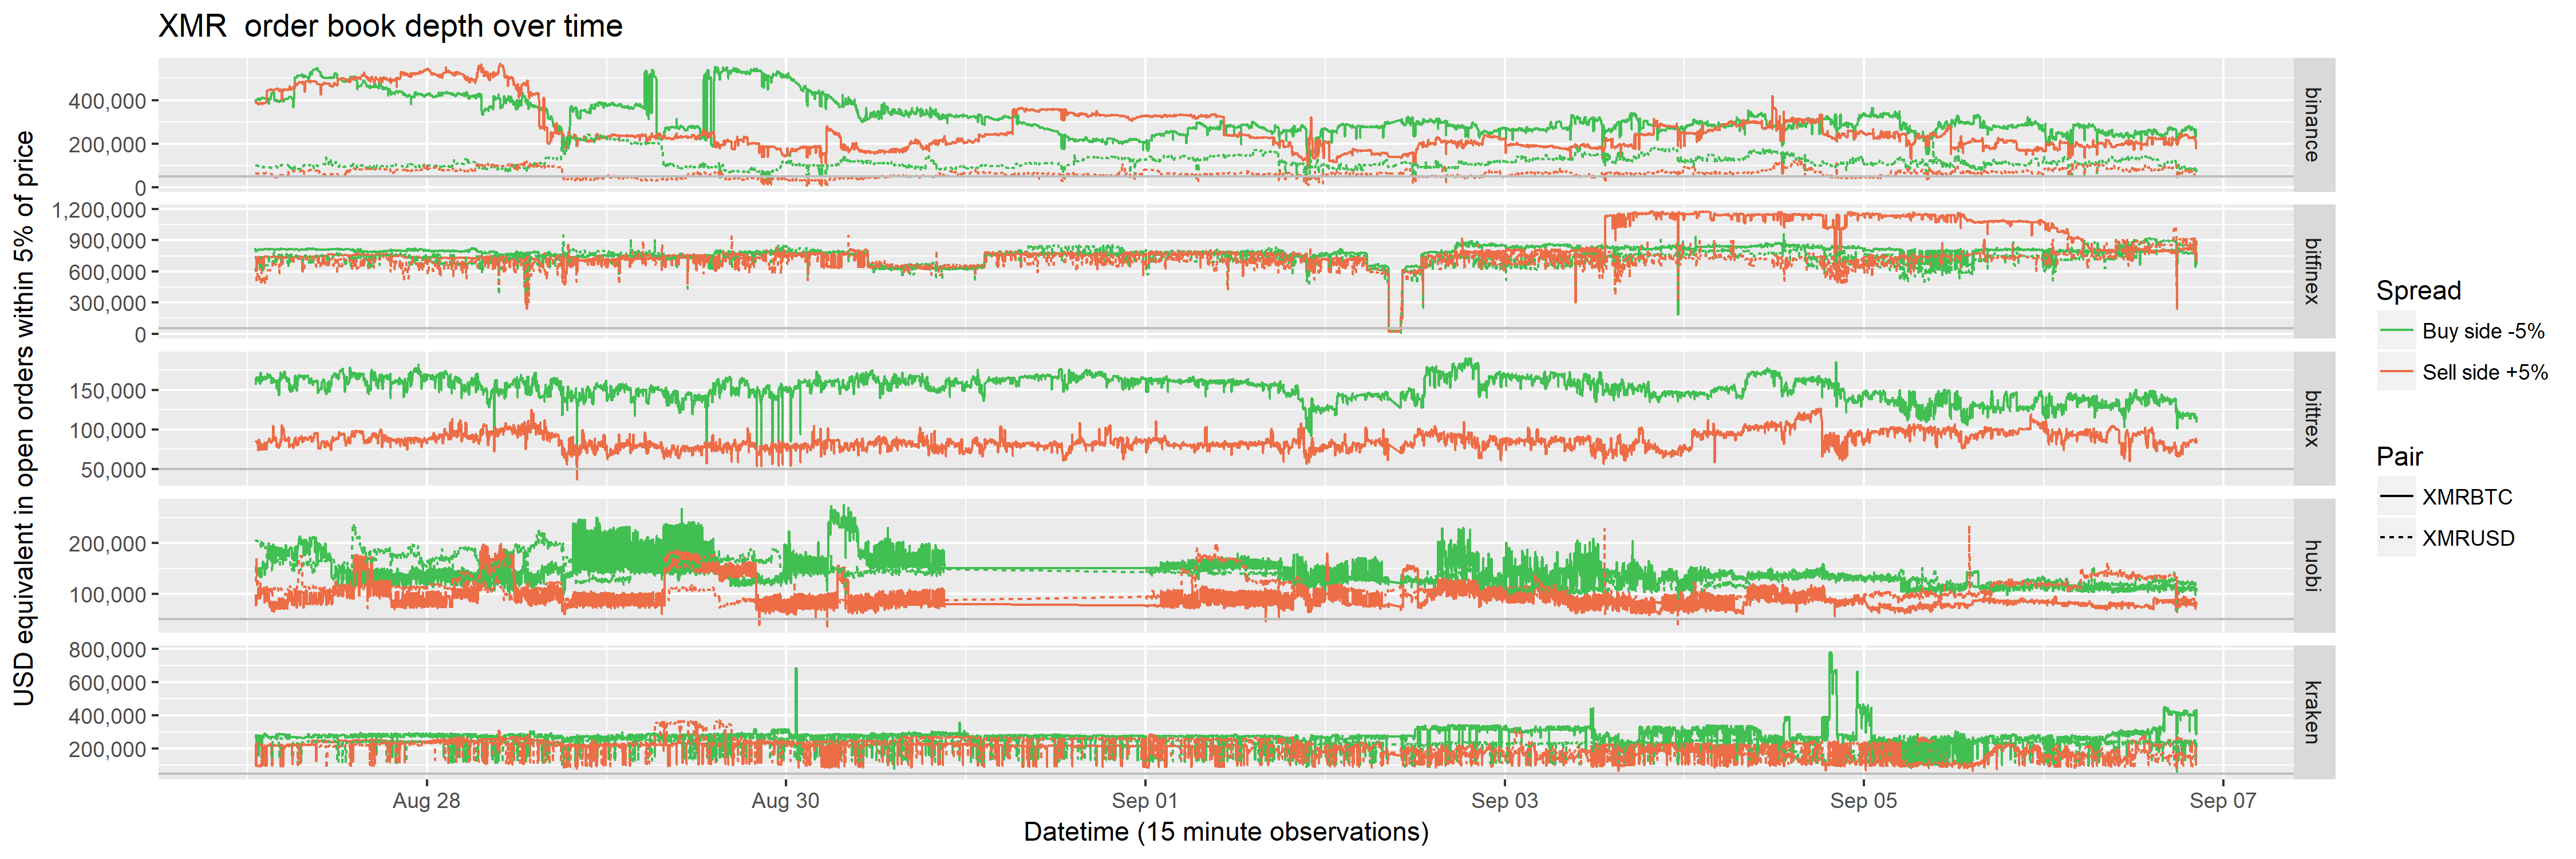 XMR  order book depth over time
USD equivalent in open orders within 5% of price
400,000
200,000
0
binance
1,200,000
900,000
600,000
300,000
0
bitfinex
150,000
100,000
50,000
bittrex
200,000
100,000
huobi
800,000
600,000
400,000
200,000
kraken
Aug 28
Aug 30
Sep 01
Sep 03
Sep 05
Sep 07
Datetime (15 minute observations)
Spread
Buy side -5%
Sell side +5%
Pair
XMRBTC
XMRUSD